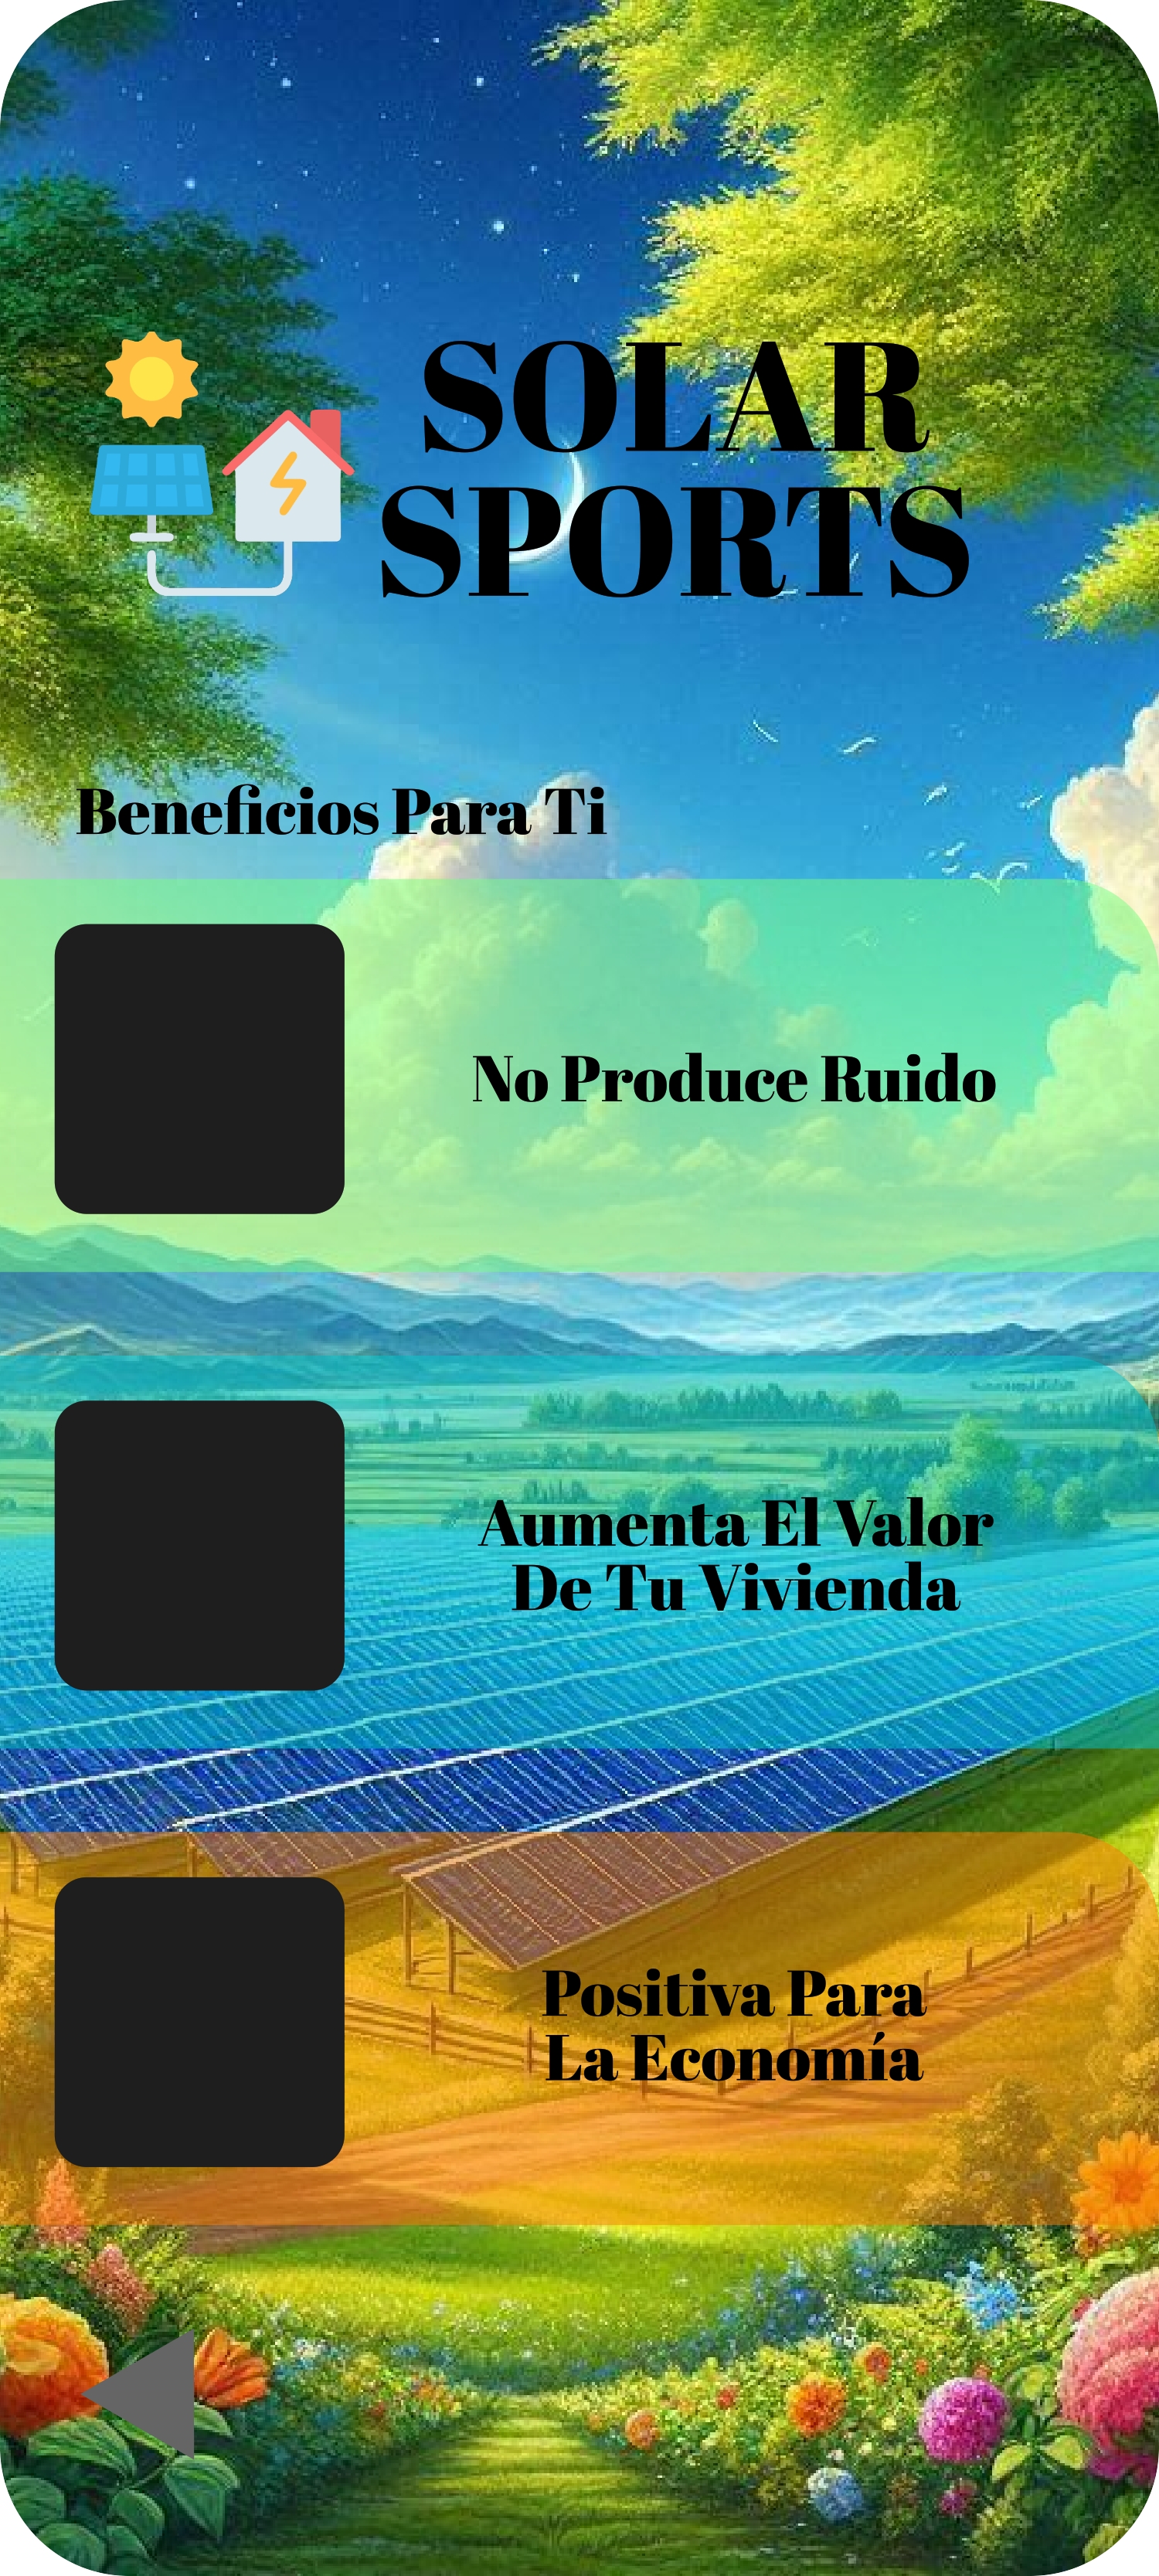 SOLAR
SPORTS
Beneficios Para Ti
No Produce Ruido
Aumenta El Valor
De Tu Vivienda
Positiva Para
La Economía